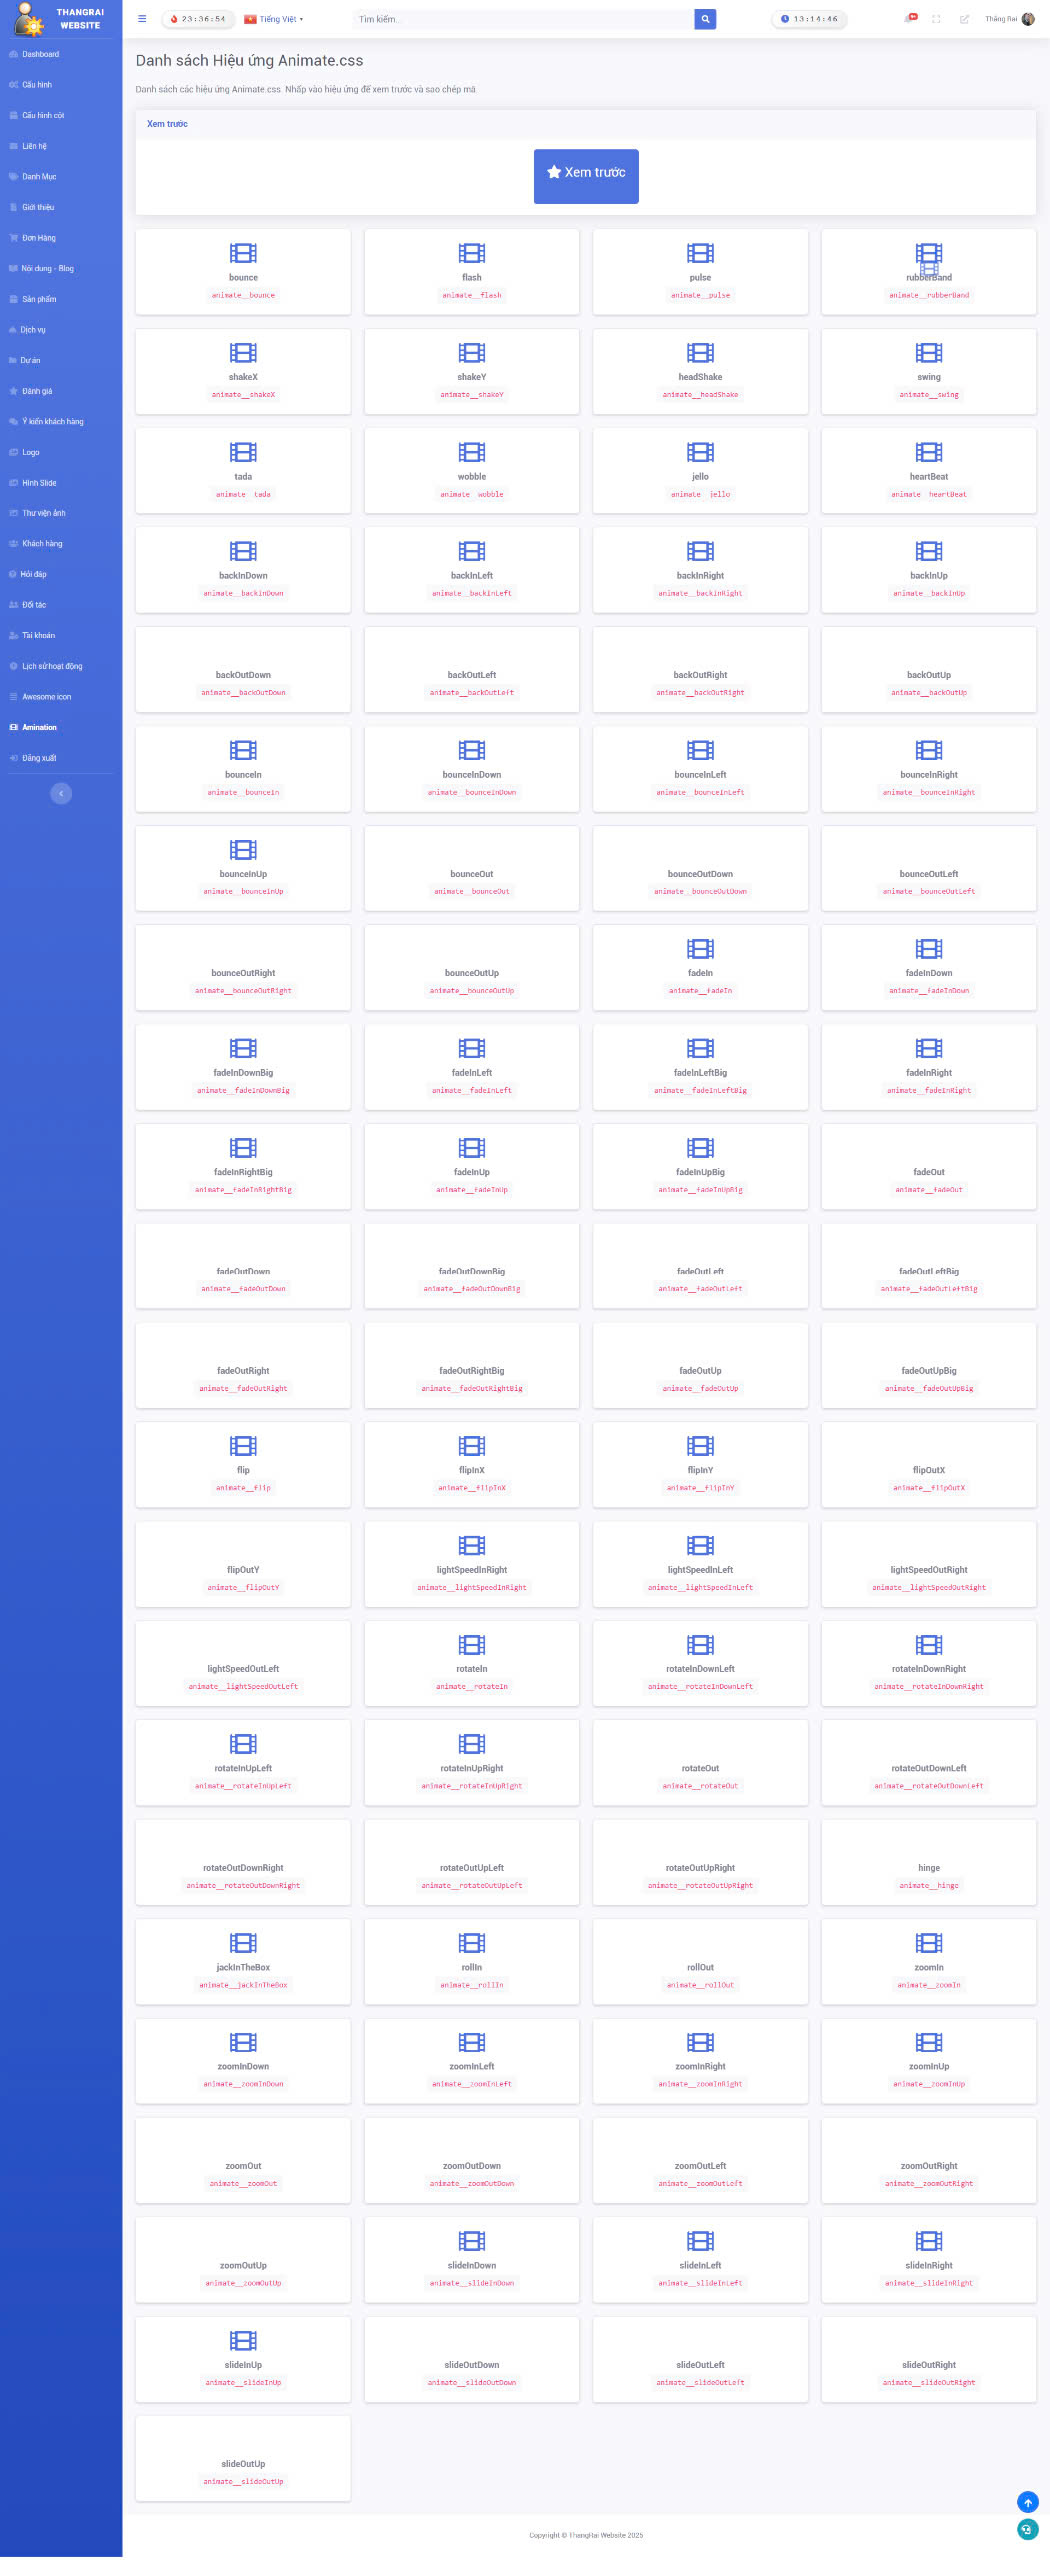 THANGRAI
WEBSITE
23:36:54
Tiếng Việt
Tìm kiếm...
13:14:46
9+
Thắng Rai
Dashboard
Cấu hình
Cấu hình cột
Liên hệ
Danh Mục
Giới thiệu
Đơn Hàng
Nội dung - Blog
Sản phẩm
Dịch vụ
Dự án
Đánh giá
Ý kiến khách hàng
Logo
Hình Slide
Thư viện ảnh
Khách hàng
Hỏi đáp
Đối tác
Tài khoản
Lịch sử hoạt động
Awesome icon
Amination
Đăng xuất
Danh sách Hiệu ứng Animate.css
Danh sách các hiệu ứng Animate.css. Nhấp vào hiệu ứng để xem trước và sao chép mã.
Xem trước
Xem trước
bounce flash pulse rubberBand
animate__bounce animate__flash animate__pulse animate__rubberBand
shakeX shakeY headShake swing
animate__shakeX animate__shakeY animate__headShake animate__swing
tada wobble jello heartBeat
animate__tada animate__wobble animate__jello animate__heartBeat
backInDown backInLeft backInRight backInUp
animate__backInDown animate__backInLeft animate__backInRight animate__backInUp
backOutDown backOutLeft backOutRight backOutUp
animate__backOutDown animate__backOutLeft animate__backOutRight animate__backOutUp
bounceIn bounceInDown bounceInLeft bounceInRight
animate__bounceIn animate__bounceInDown animate__bounceInLeft animate__bounceInRight
bounceInUp bounceOut bounceOutDown bounceOutLeft
animate__bounceInUp animate__bounceOut animate__bounceOutDown animate__bounceOutLeft
bounceOutRight bounceOutUp fadeIn fadeInDown
animate__bounceOutRight animate__bounceOutUp animate__fadeIn animate__fadeInDown
fadeInDownBig fadeInLeft fadeInLeftBig fadeInRight
animate__fadeInDownBig animate__fadeInLeft animate__fadeInLeftBig animate__fadeInRight
fadeInRightBig fadeInUp fadeInUpBig fadeOut
animate__fadeInRightBig animate__fadeInUp animate__fadeInUpBig animate__fadeOut
fadeOutDown fadeOutDownBig fadeOutLeft fadeOutLeftBig
animate__fadeOutDown animate__fadeOutDownBig animate__fadeOutLeft animate__fadeOutLeftBig
fadeOutRight fadeOutRightBig fadeOutUp fadeOutUpBig
animate__fadeOutRight animate__fadeOutRightBig animate__fadeOutUp animate__fadeOutUpBig
flip flipInX flipInY flipOutX
animate__flip animate__flipInX animate__flipInY animate__flipOutX
flipOutY lightSpeedInRight lightSpeedInLeft lightSpeedOutRight
animate__flipOutY animate__lightSpeedInRight animate__lightSpeedInLeft animate__lightSpeedOutRight
lightSpeedOutLeft rotateIn rotateInDownLeft rotateInDownRight
animate__lightSpeedOutLeft animate__rotateIn animate__rotateInDownLeft animate__rotateInDownRight
rotateInUpLeft rotateInUpRight rotateOut rotateOutDownLeft
animate__rotateInUpLeft animate__rotateInUpRight animate__rotateOut animate__rotateOutDownLeft
rotateOutDownRight rotateOutUpLeft rotateOutUpRight hinge
animate__rotateOutDownRight animate__rotateOutUpLeft animate__rotateOutUpRight animate__hinge
jackInTheBox rollIn rollOut zoomIn
animate__jackInTheBox animate__rollIn animate__rollOut animate__zoomIn
zoomInDown zoomInLeft zoomInRight zoomInUp
animate__zoomInDown animate__zoomInLeft animate__zoomInRight animate__zoomInUp
zoomOut zoomOutDown zoomOutLeft zoomOutRight
animate__zoomOut animate__zoomOutDown animate__zoomOutLeft animate__zoomOutRight
zoomOutUp slideInDown slideInLeft slideInRight
animate__zoomOutUp animate__slideInDown animate__slideInLeft animate__slideInRight
slideInUp slideOutDown slideOutLeft slideOutRight
animate__slideInUp animate__slideOutDown animate__slideOutLeft animate__slideOutRight
slideOutUp
animate__slideOutUp
Copyright © ThangRai Website 2025